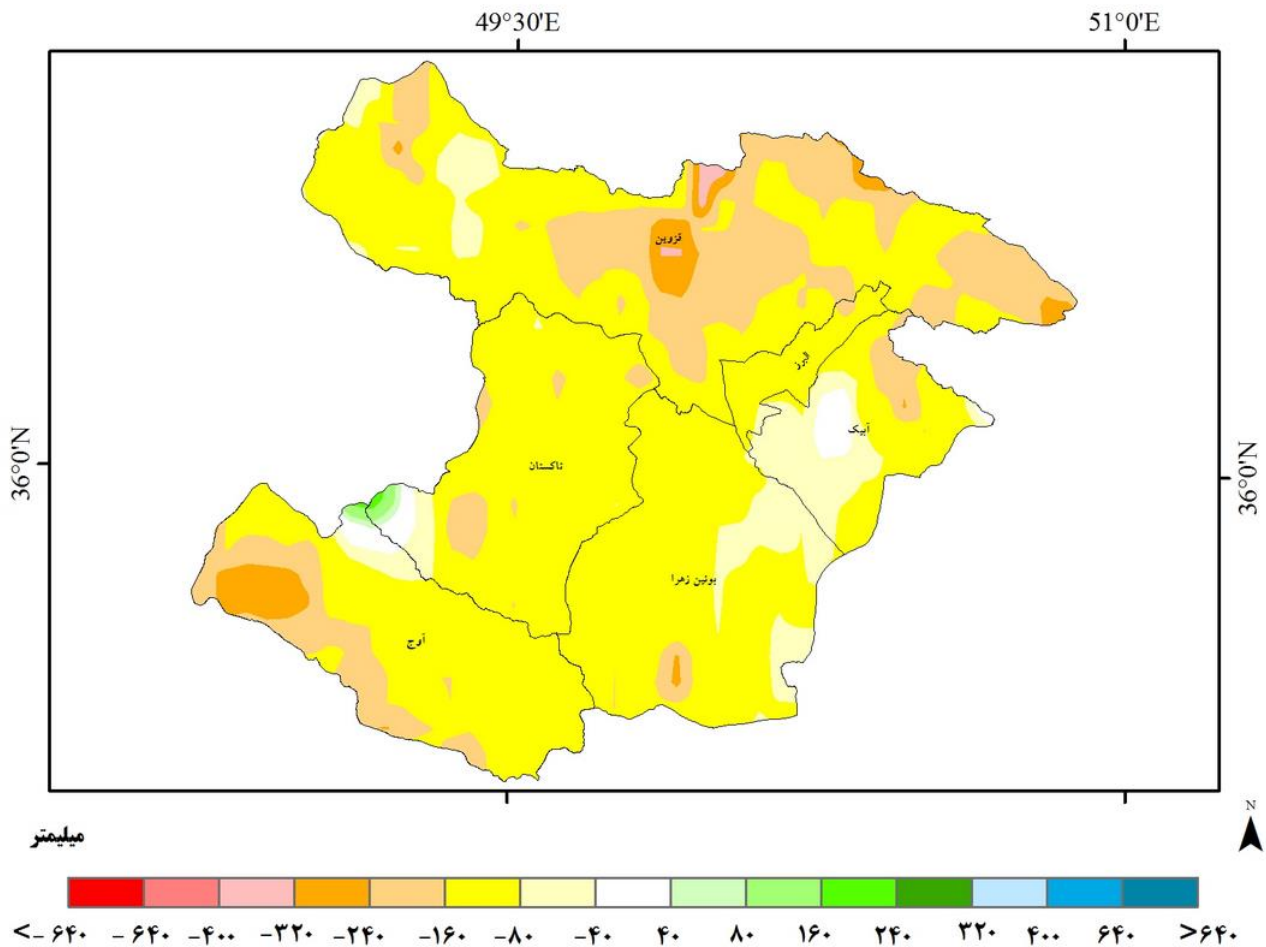 49°30'E 51°0'E
قزوین
البرز
آبیک
36°0'N تاکستان 36°0'N
بوئین زهرا
آوج
N
میلیمتر
<-۶۴۰ -۶۴۰ -۴۰۰ -۳۲۰ -۲۴۰ -۱۶۰ -۸۰ -۴۰ ۴۰ ۸۰ ۱۶۰ ۲۴۰ ۳۲۰ ۴۰۰ ۶۴۰ >۶۴۰